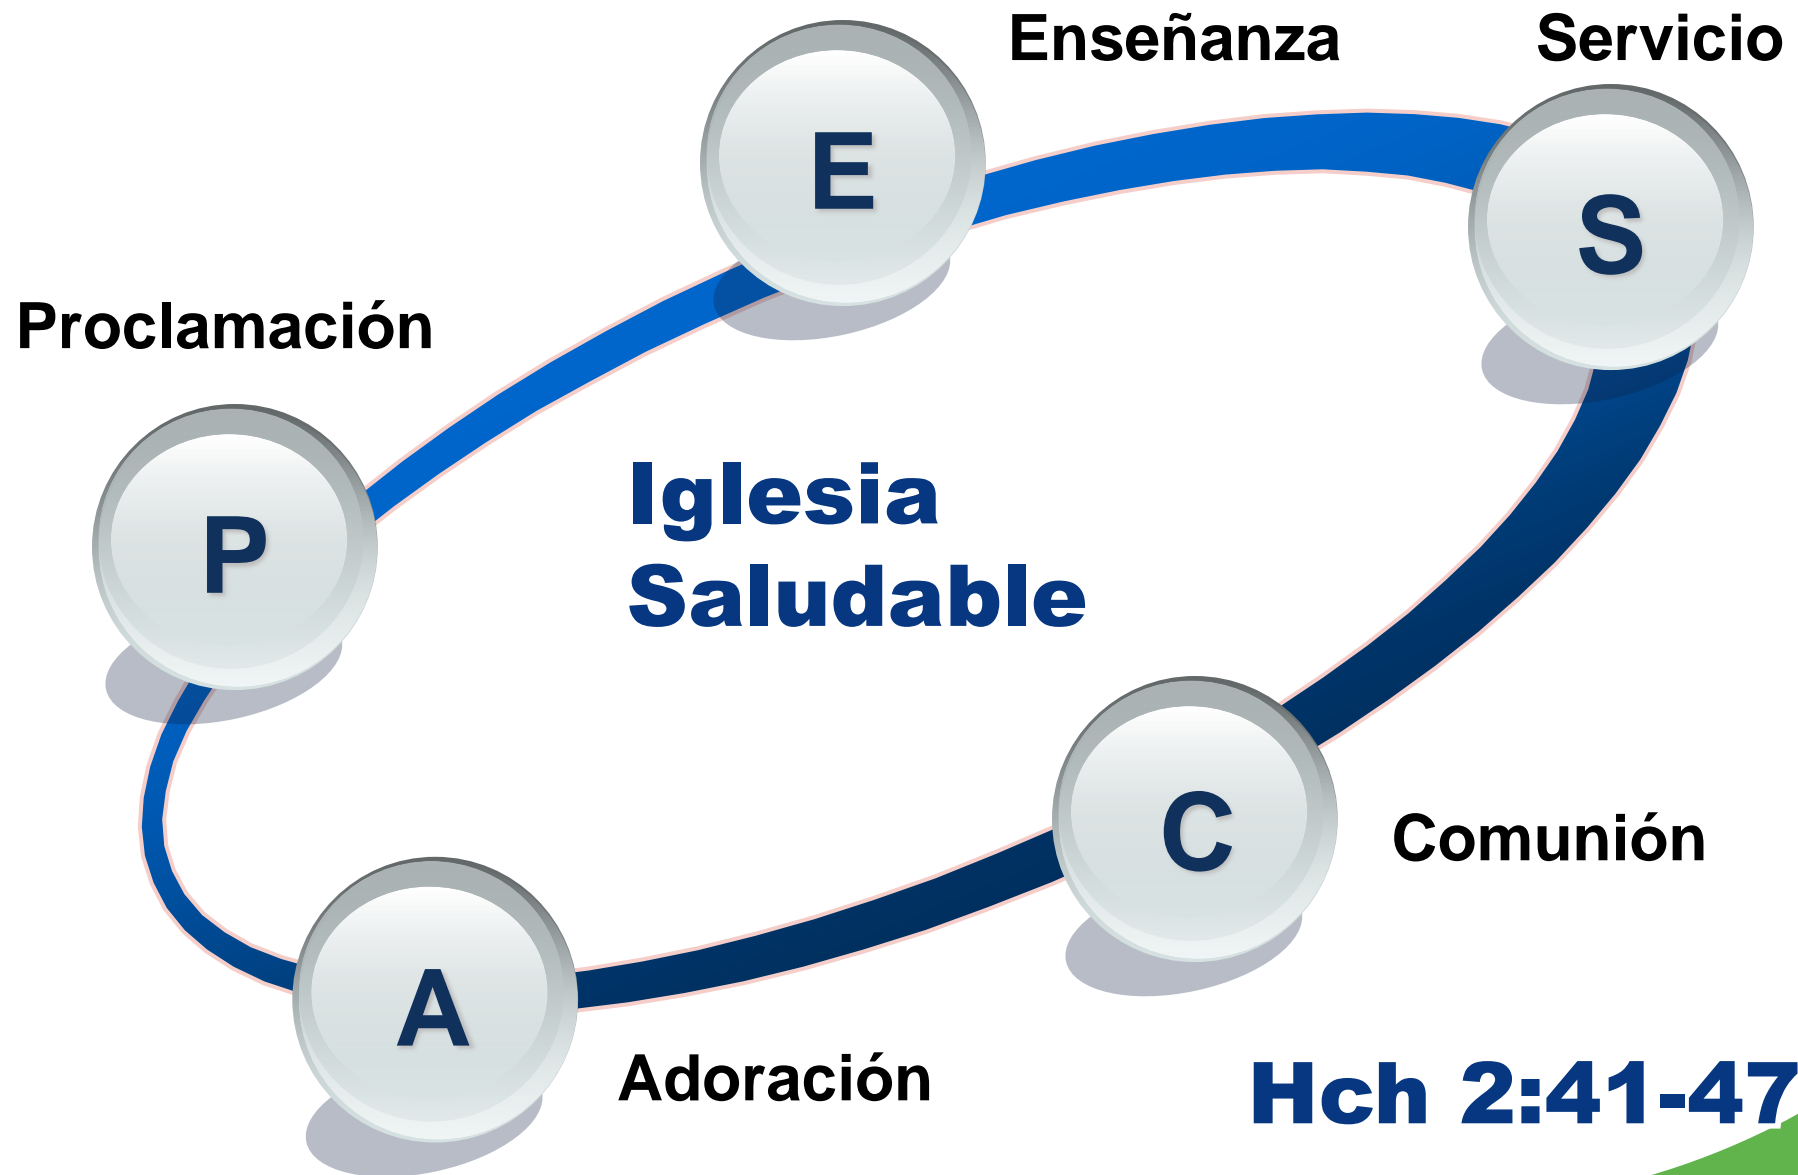 Enseñanza
Servicio
E
S
Proclamación
P
Iglesia
Saludable
C
Comunión
A
Adoración
Hch 2:41-47